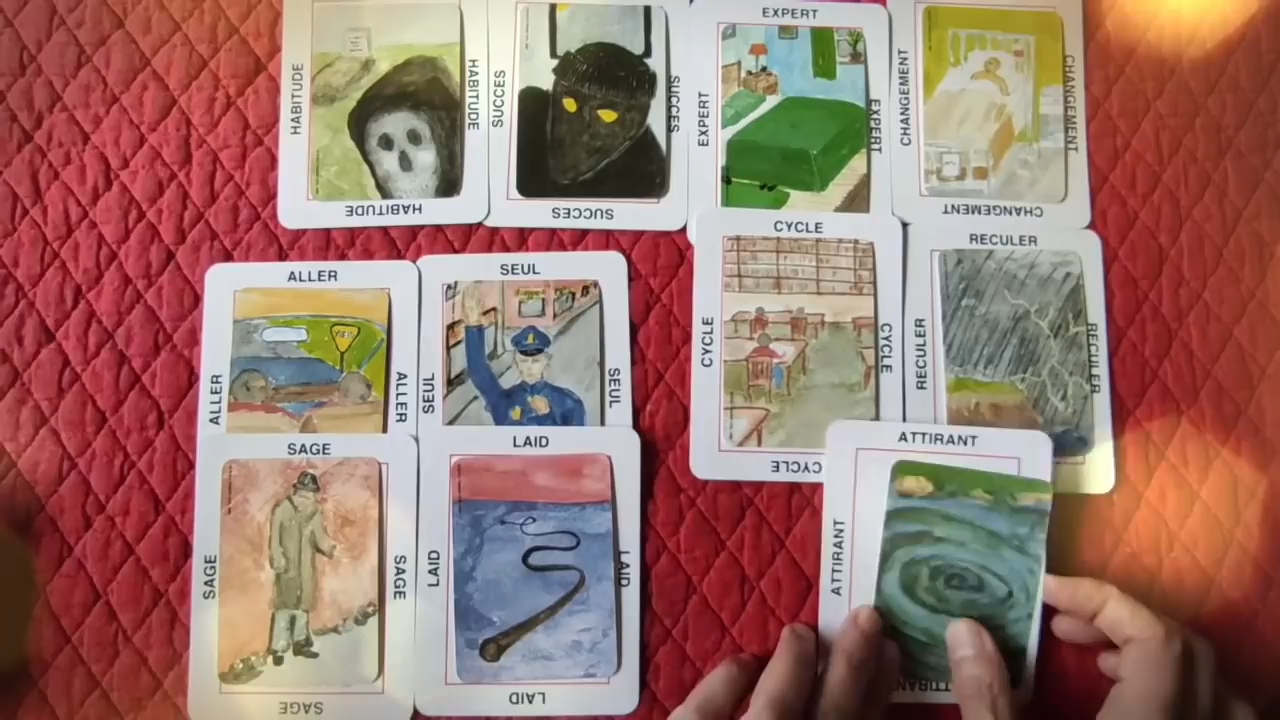 HABITUDE
HABITUDE
HABITUDE
SUCCES
SUCCES
SUCCES
EXPERT
EXPERT
EXPERT
CHANGEMENT
CHANGEMENT
CHANGEMENT
ALLER
ALLER
ALLER
SEUL
SEUL
SEUL
CYCLE
CYCLE
CYCLE
CYCLE
RECULER
RECULER
RECULER
SAGE
SAGE
SAGE
SAGE
LAID
LAID
LAID
LAID
ATTIRANT
ATTIRANT